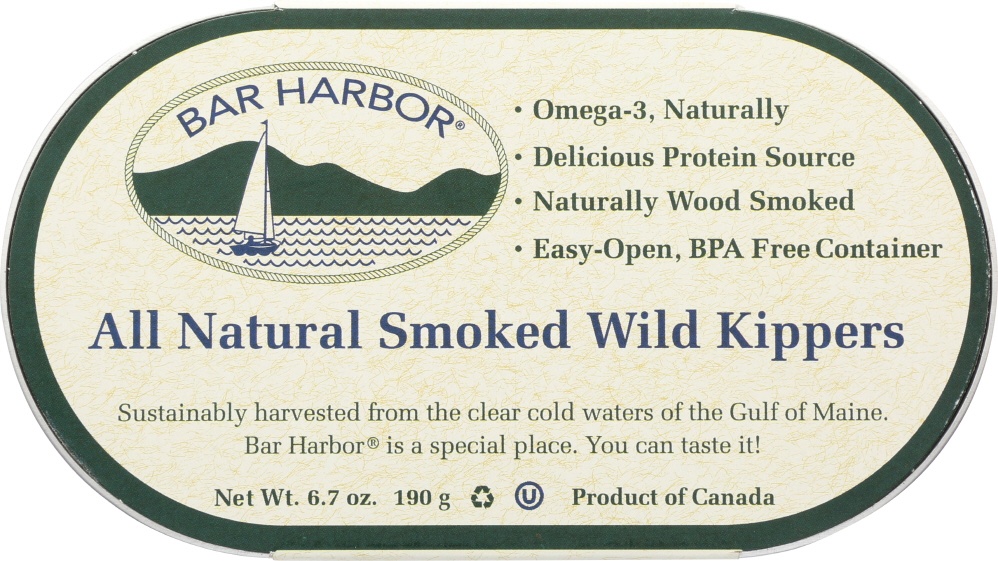 BAR HARBOR®
• Omega-3, Naturally
• Delicious Protein Source
• Naturally Wood Smoked
• Easy-Open, BPA Free Container
All Natural Smoked Wild Kippers
Sustainably harvested from the clear cold waters of the Gulf of Maine.
Bar Harbor® is a special place. You can taste it!
Net Wt. 6.7 oz. 190 g U Product of Canada